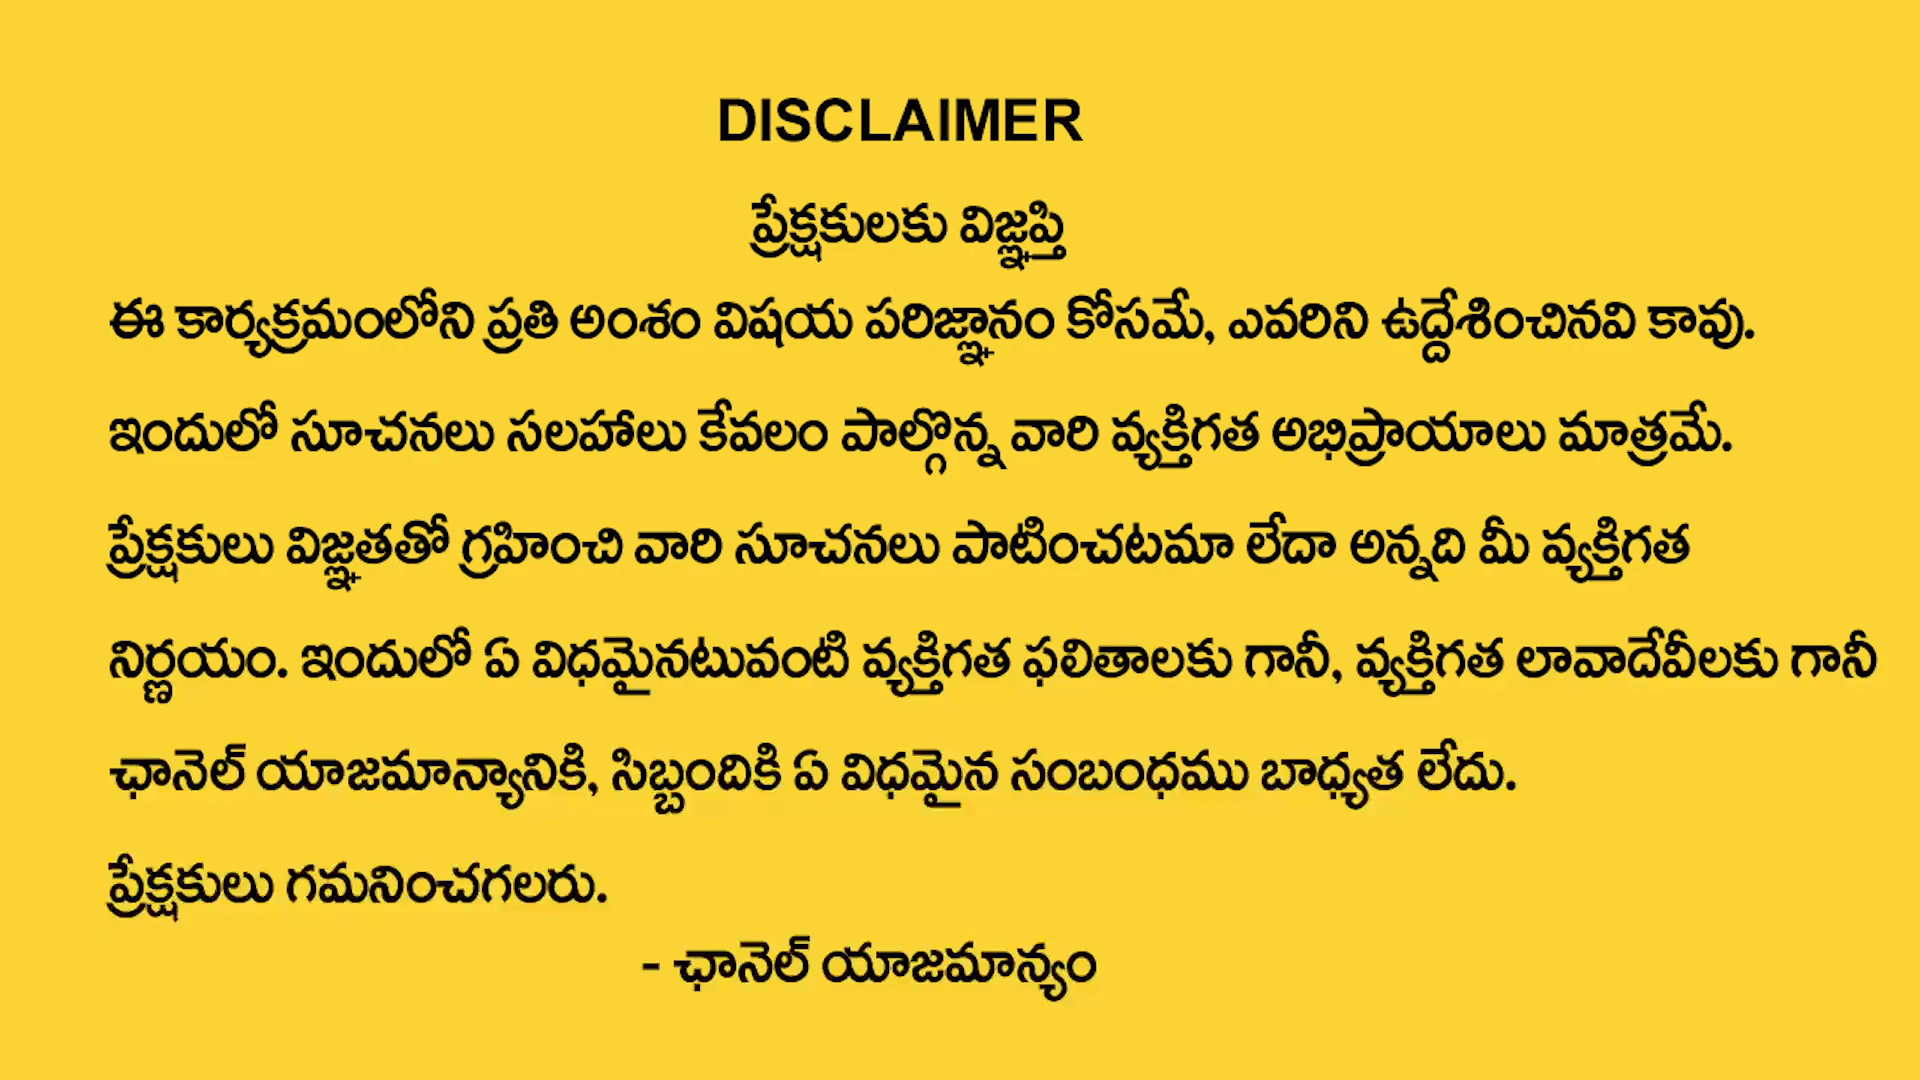 DISCLAIMER
ప్రేక్షకులకు విజ్ఞప్తి
ఈ కార్యక్రమంలోని ప్రతి అంశం విషయ పరిజ్ఞానం కోసమే, ఎవరిని ఉద్దేశించినవి కావు.
ఇందులో సూచనలు సలహాలు కేవలం పాల్గొన్న వారి వ్యక్తిగత అభిప్రాయాలు మాత్రమే.
ప్రేక్షకులు విజ్ఞతతో గ్రహించి వారి సూచనలు పాటించటమా లేదా అన్నది మీ వ్యక్తిగత
నిర్ణయం. ఇందులో ఏ విధమైనటువంటి వ్యక్తిగత ఫలితాలకు గానీ, వ్యక్తిగత లావాదేవీలకు గానీ
ఛానెల్ యాజమాన్యానికి, సిబ్బందికి ఏ విధమైన సంబంధము బాధ్యత లేదు.
ప్రేక్షకులు గమనించగలరు.
- ఛానెల్ యాజమాన్యం